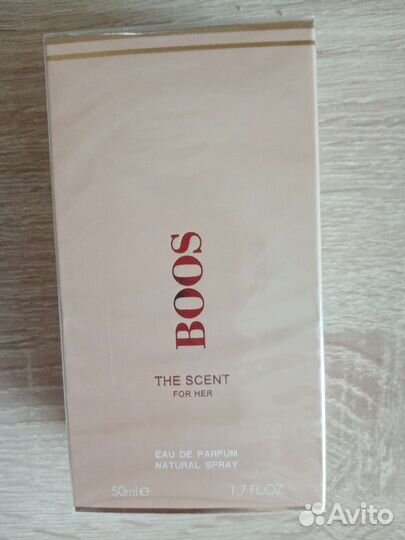 BOOS
THE SCENT
FOR HER
EAU DE PARFUM
NATURAL SPRAY
50ml ℮ 1,7 FL.OZ
Avito